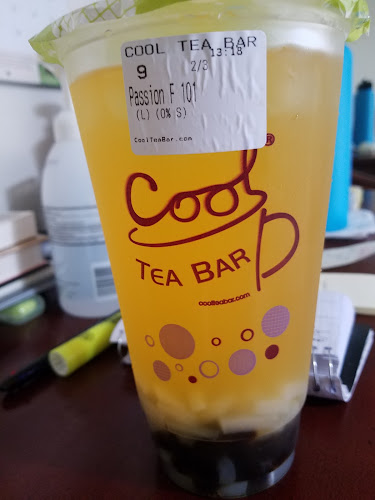 COOL TEA BAR
13:18
9 2/3
Passion F 101
(L) (0% S)
CoolTeaBar.com
Cool
TEA BAR
coolteabar.com